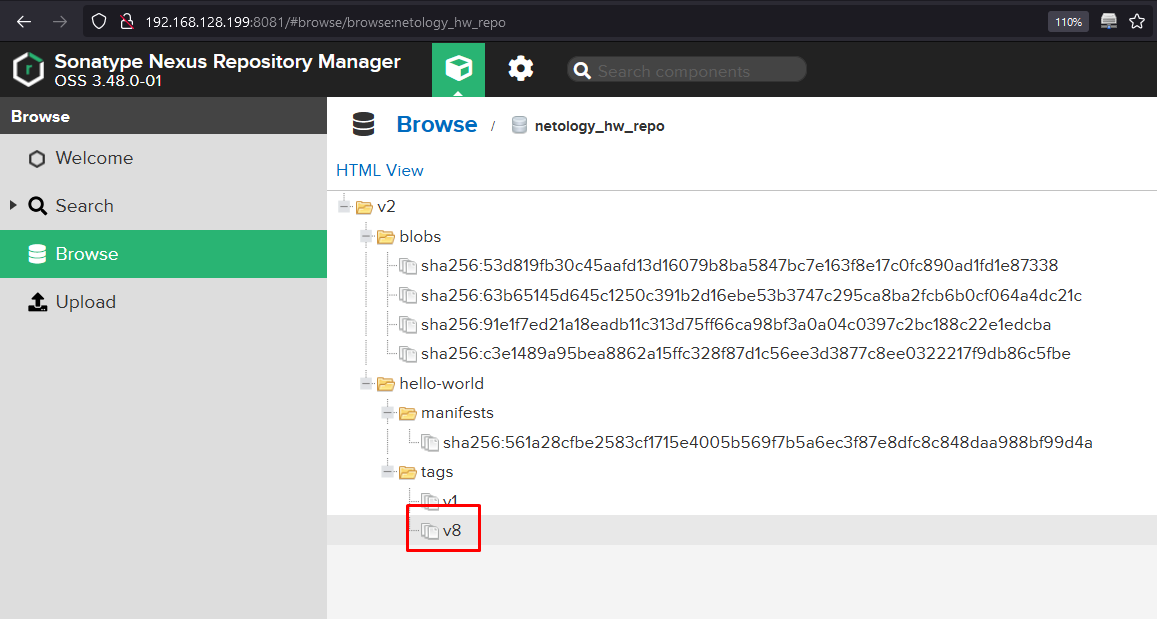 192.168.128.199:8081/#browse/browse:netology_hw_repo
110%
Sonatype Nexus Repository Manager
OSS 3.48.0-01
Search components
Browse
Welcome
Search
Browse
Upload
Browse / netology_hw_repo
HTML View
v2
blobs
sha256:53d819fb30c45aafd13d16079b8ba5847bc7e163f8e17c0fc890ad1fd1e87338
sha256:63b65145d645c1250c391b2d16ebe53b3747c295ca8ba2fcb6b0cf064a4dc21c
sha256:91e1f7ed21a18eadb11c313d75ff66ca98bf3a0a04c0397c2bc188c22e1edcba
sha256:c3e1489a95bea8862a15ffc328f87d1c56ee3d3877c8ee0322217f9db86c5fbe
hello-world
manifests
sha256:561a28cfbe2583cf1715e4005b569f7b5a6ec3f87e8dfc8c848daa988bf99d4a
tags
v1
v8